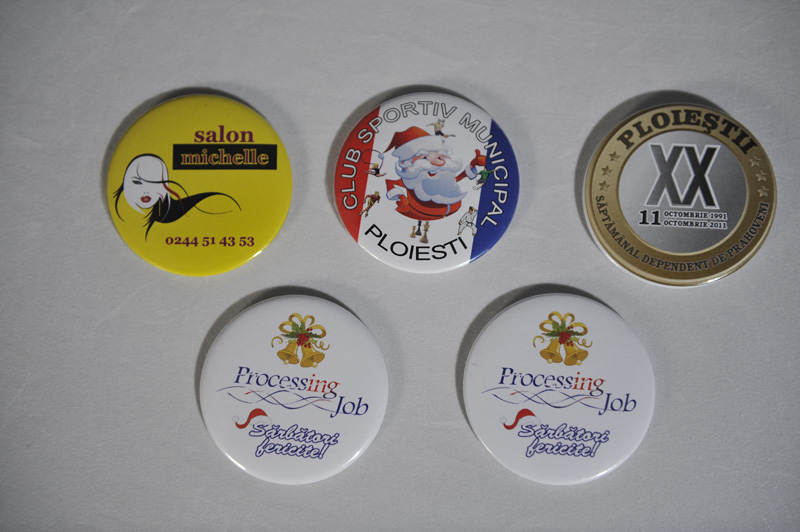 salon
michelle
0244 51 43 53
CLUB SPORTIV MUNICIPAL
PLOIESTI
PLOIEŞTII
XX
11 OCTOMBRIE 1991
OCTOMBRIE 2011
SĂPTĂMÂNAL DEPENDENT DE PRAHOVENI
Processing
Job
Sărbători
fericite!
Processing
Job
Sărbători
fericite!